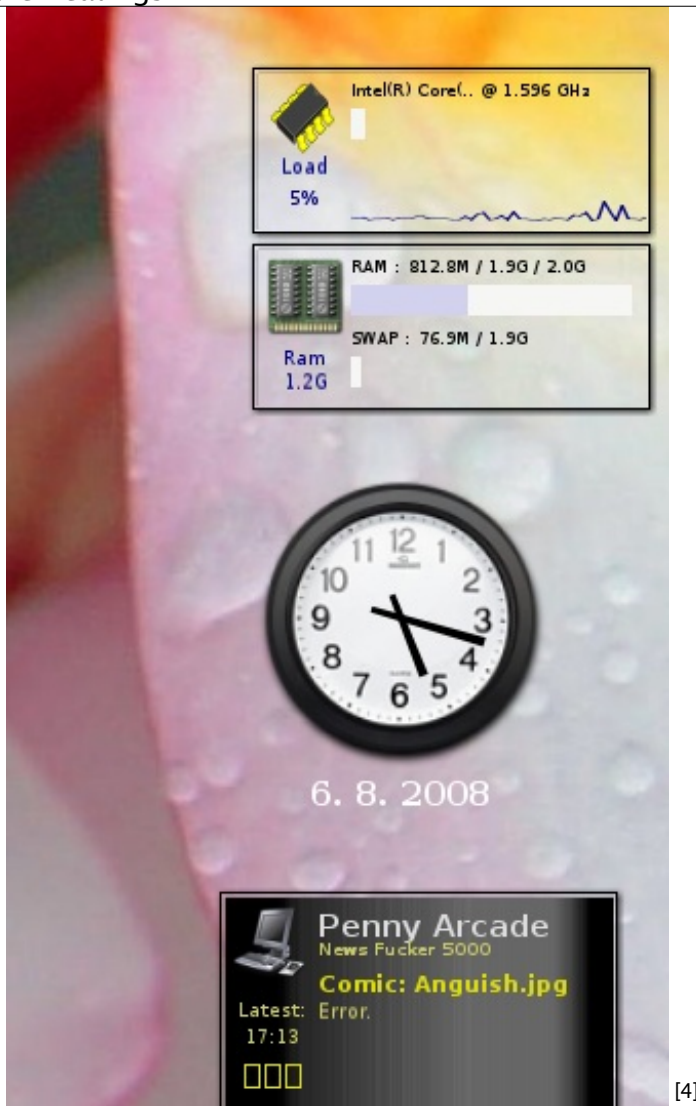 Intel(R) Core(.. @ 1.596 GHz
Load
5%
RAM : 812.8M / 1.9G / 2.0G
SWAP : 76.9M / 1.9G
Ram
1.2G
12
1
2
3
4
5
6
7
8
9
10
11
6. 8. 2008
Penny Arcade
News Fucker 5000
Comic: Anguish.jpg
Error.
Latest:
17:13
[4]